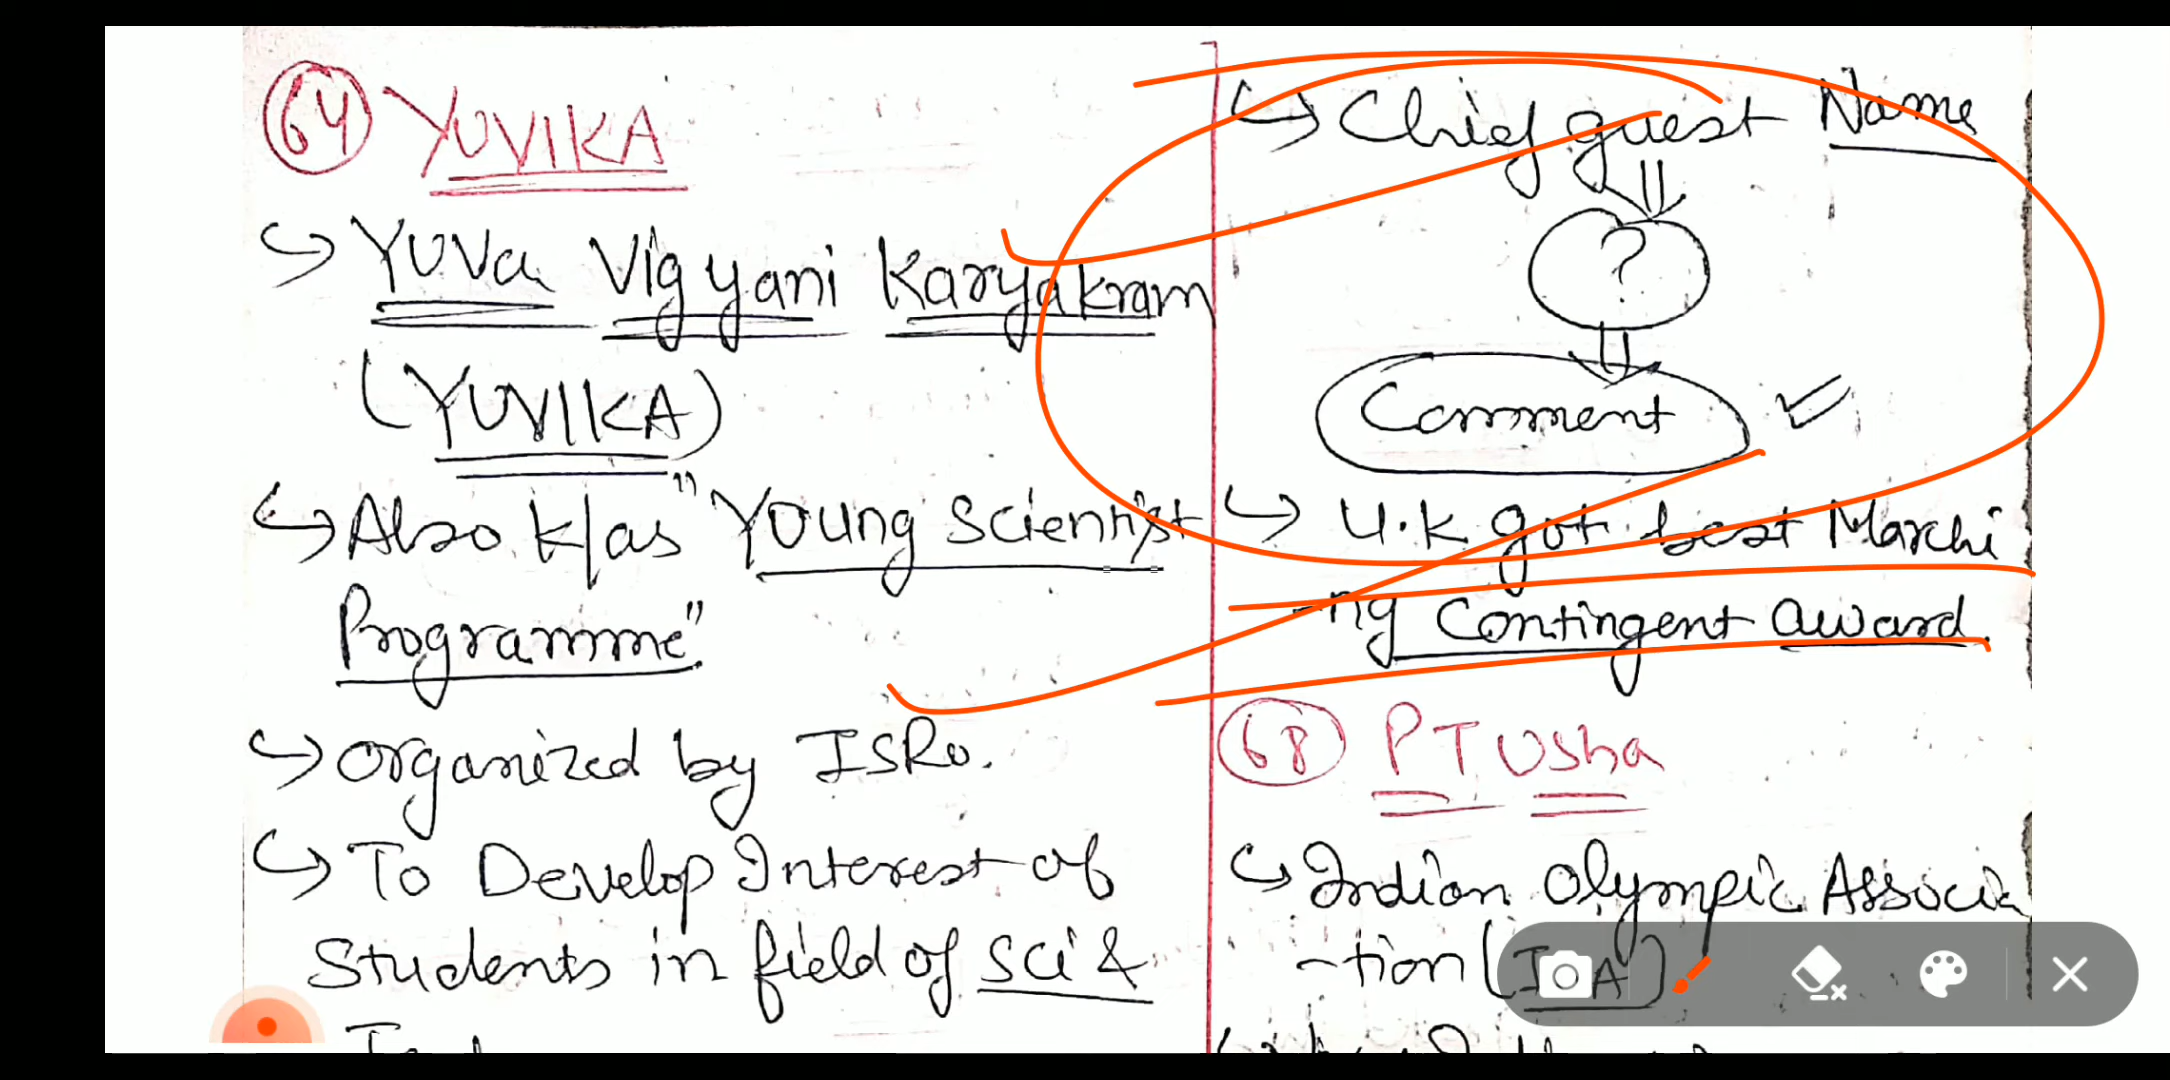 64 YUVIKA
↪ YUVa Vigyani Karyakram
(YUVIKA)
↪ Also k/as "Young Scientist
Programme"
↪ Organized by ISRO.
↪ To Develop Interest of
Students in field of sci &
↪ Chief guest Name
?
Comment ✓
↪ U.K got best Marchi
-ng Contingent award.
68 PT Usha
↪ Indian Olympic Associa
-tion (IOA)